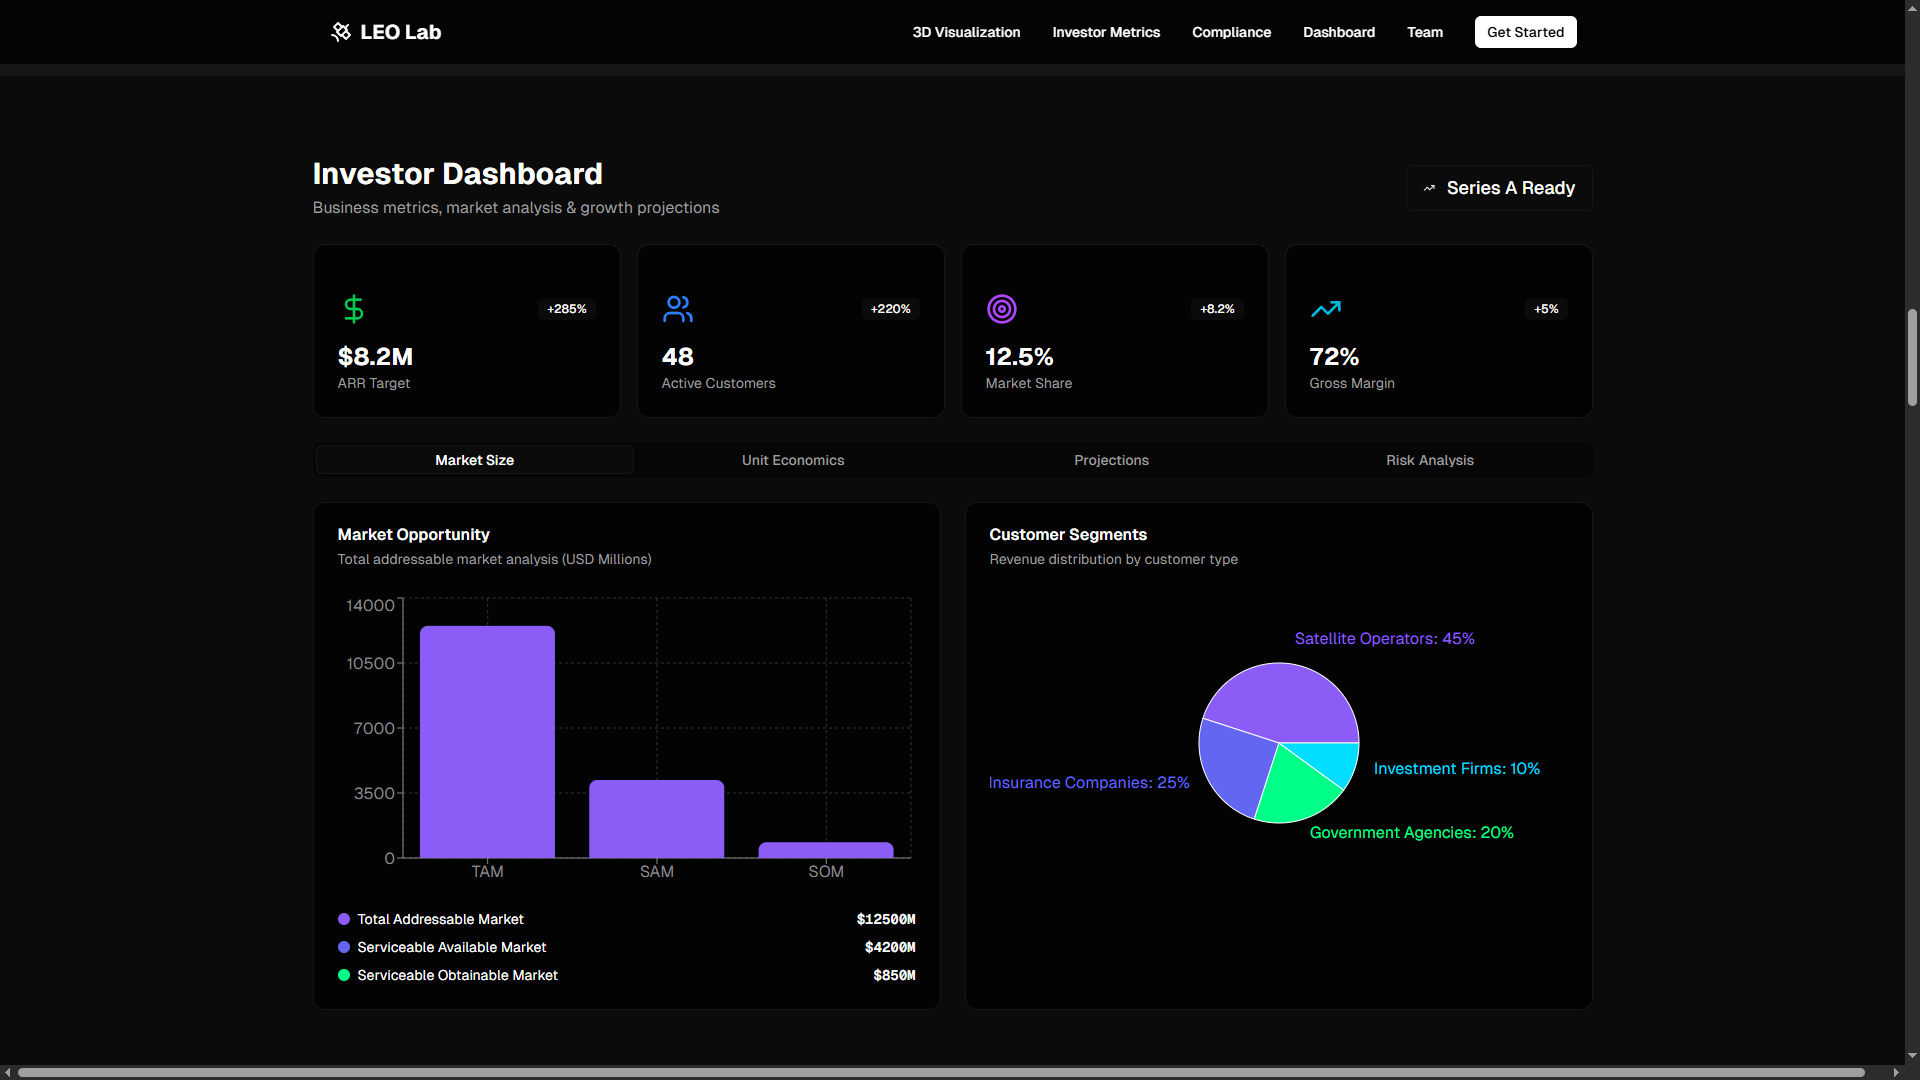 LEO Lab
3D Visualization
Investor Metrics
Compliance
Dashboard
Team
Get Started
Investor Dashboard
Business metrics, market analysis & growth projections
Series A Ready
+285%
$8.2M
ARR Target
+220%
48
Active Customers
+8.2%
12.5%
Market Share
+5%
72%
Gross Margin
Market Size
Unit Economics
Projections
Risk Analysis
Market Opportunity
Total addressable market analysis (USD Millions)
14000
10500
7000
3500
0
TAM
SAM
SOM
Total Addressable Market
$12500M
Serviceable Available Market
$4200M
Serviceable Obtainable Market
$850M
Customer Segments
Revenue distribution by customer type
Satellite Operators: 45%
Investment Firms: 10%
Insurance Companies: 25%
Government Agencies: 20%